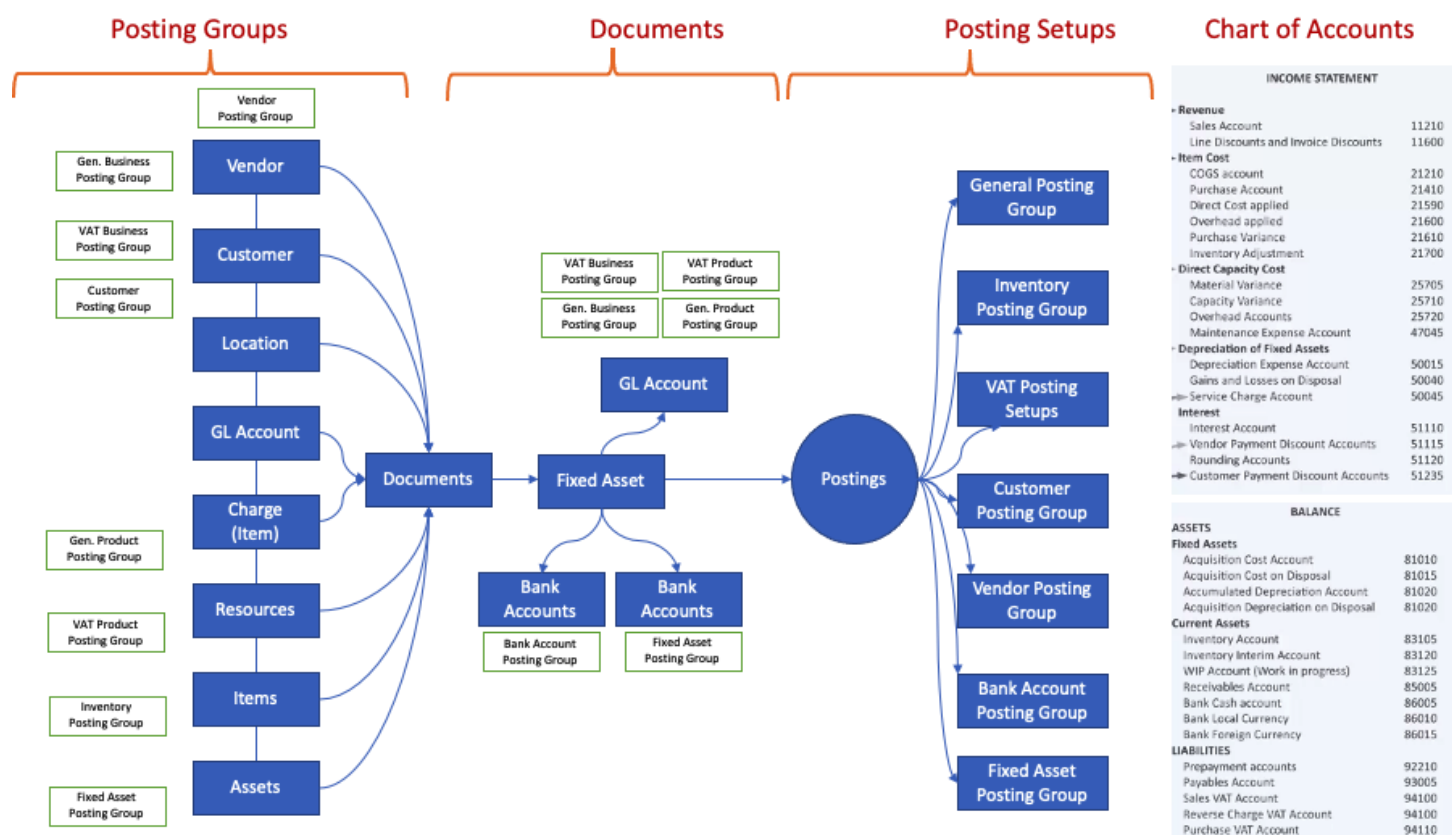 Posting Groups
Documents
Posting Setups
Chart of Accounts
Vendor
Posting Group
Gen. Business
Posting Group
VAT Business
Posting Group
Customer
Posting Group
Gen. Product
Posting Group
VAT Product
Posting Group
Inventory
Posting Group
Fixed Asset
Posting Group
Vendor
Customer
Location
GL Account
Charge
(Item)
Resources
Items
Assets
Documents
VAT Business
Posting Group
VAT Product
Posting Group
Gen. Business
Posting Group
Gen. Product
Posting Group
GL Account
Fixed Asset
Bank
Accounts
Bank
Accounts
Bank Account
Posting Group
Fixed Asset
Posting Group
Postings
General Posting
Group
Inventory
Posting Group
VAT Posting
Setups
Customer
Posting Group
Vendor Posting
Group
Bank Account
Posting Group
Fixed Asset
Posting Group
INCOME STATEMENT
Revenue
Sales Account 11210
Line Discounts and Invoice Discounts 11600
Item Cost
COGS account 21210
Purchase Account 21410
Direct Cost applied 21590
Overhead applied 21600
Purchase Variance 21610
Inventory Adjustment 21700
Direct Capacity Cost
Material Variance 25705
Capacity Variance 25710
Overhead Accounts 25720
Maintenance Expense Account 47045
Depreciation of Fixed Assets
Depreciation Expense Account 50015
Gains and Losses on Disposal 50040
Service Charge Account 50045
Interest
Interest Account 51110
Vendor Payment Discount Accounts 51115
Rounding Accounts 51120
Customer Payment Discount Accounts 51235
BALANCE
ASSETS
Fixed Assets
Acquisition Cost Account 81010
Acquisition Cost on Disposal 81015
Accumulated Depreciation Account 81020
Acquisition Depreciation on Disposal 81020
Current Assets
Inventory Account 83105
Inventory Interim Account 83120
WIP Account (Work in progress) 83125
Receivables Account 85005
Bank Cash account 86005
Bank Local Currency 86010
Bank Foreign Currency 86015
LIABILITIES
Prepayment accounts 92210
Payables Account 93005
Sales VAT Account 94100
Reverse Charge VAT Account 94100
Purchase VAT Account 94110